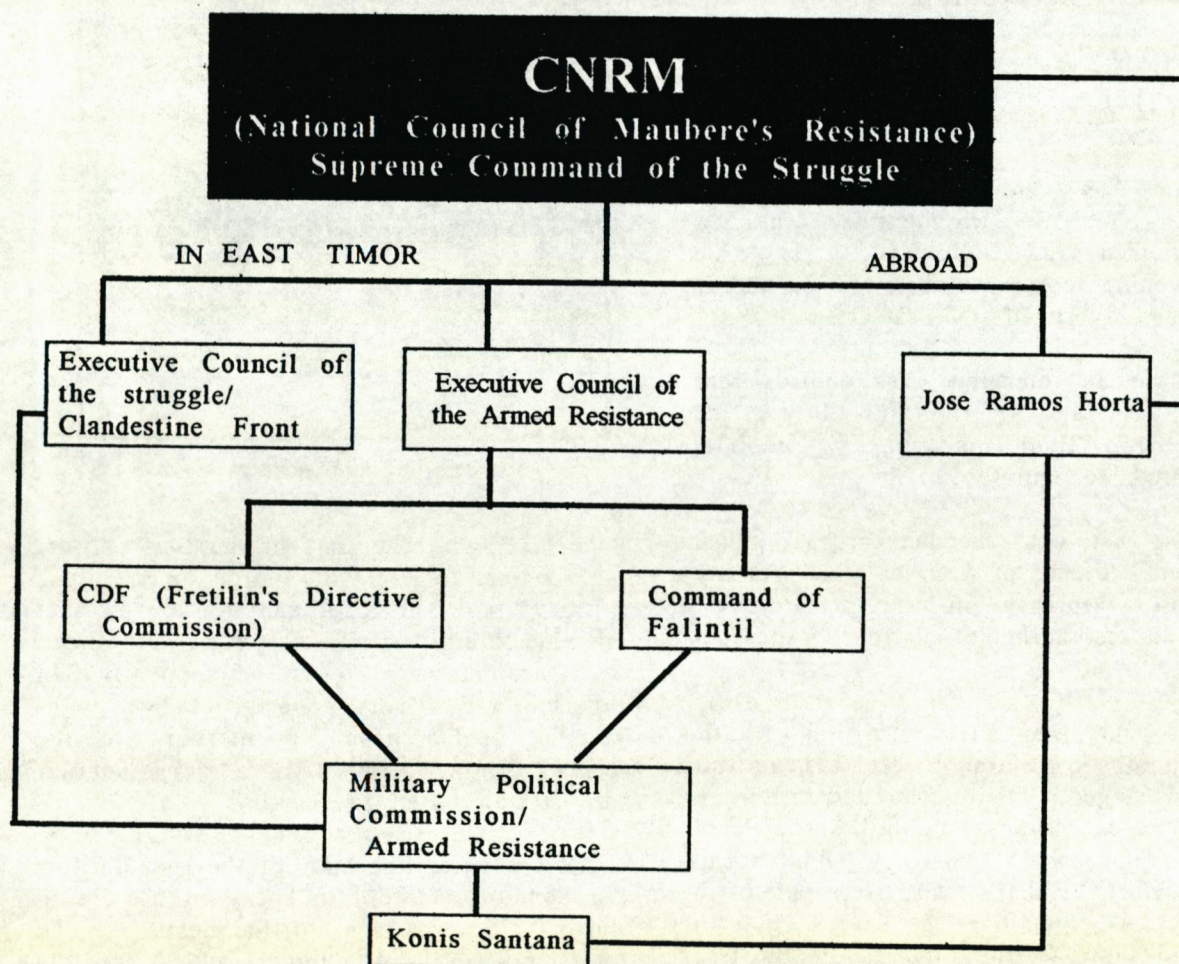 CNRM
(National Council of Maubere's Resistance)
Supreme Command of the Struggle
IN EAST TIMOR
ABROAD
Executive Council of
the struggle/
Clandestine Front
Executive Council of
the Armed Resistance
Jose Ramos Horta
CDF (Fretilin's Directive
Commission)
Command of
Falintil
Military Political
Commission/
Armed Resistance
Konis Santana